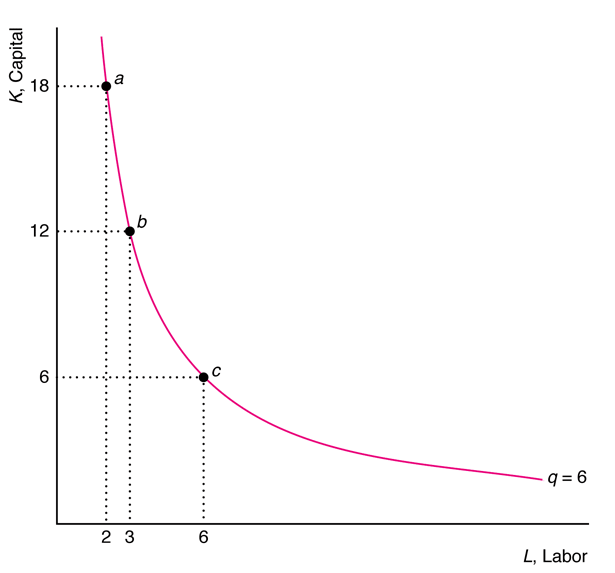 K, Capital
18
a
12
b
6
c
q = 6
2 3 6
L, Labor